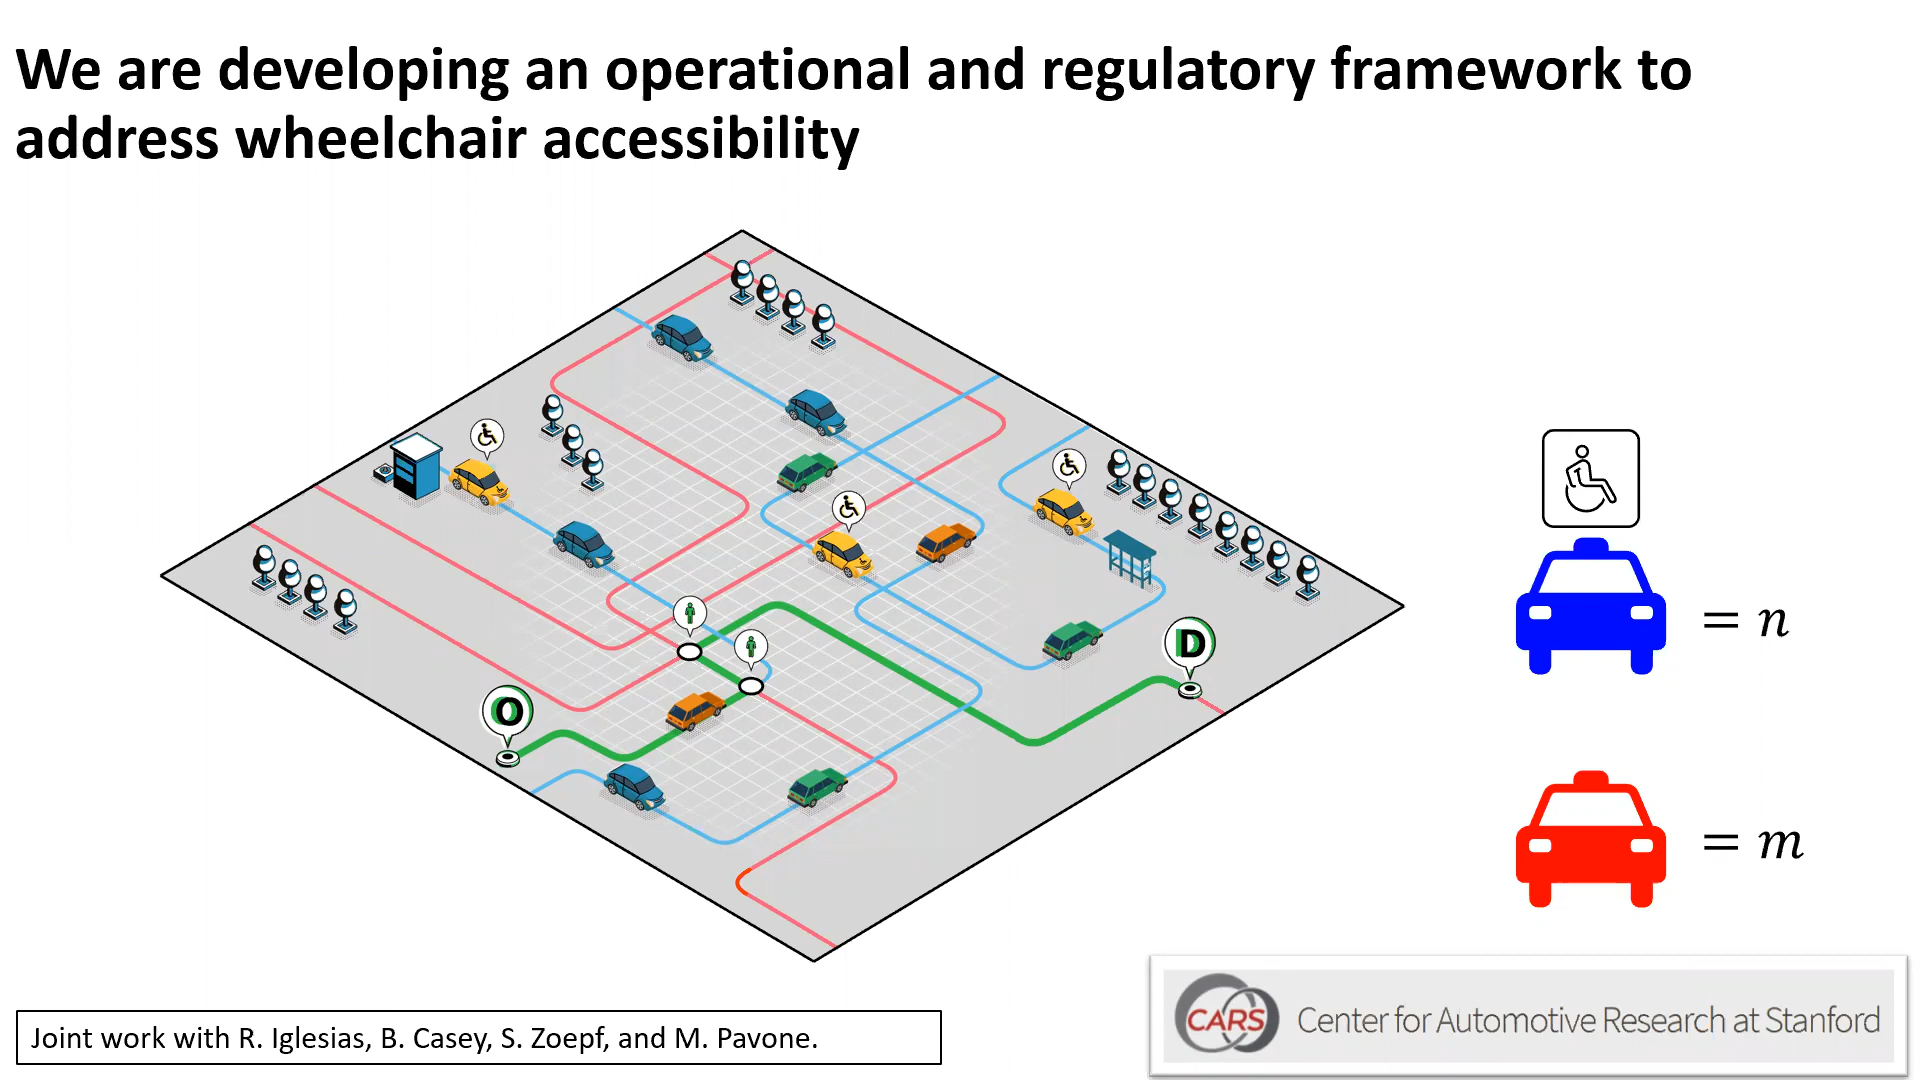 We are developing an operational and regulatory framework to
address wheelchair accessibility
O
D
= n
= m
Joint work with R. Iglesias, B. Casey, S. Zoepf, and M. Pavone.
CARS
Center for Automotive Research at Stanford